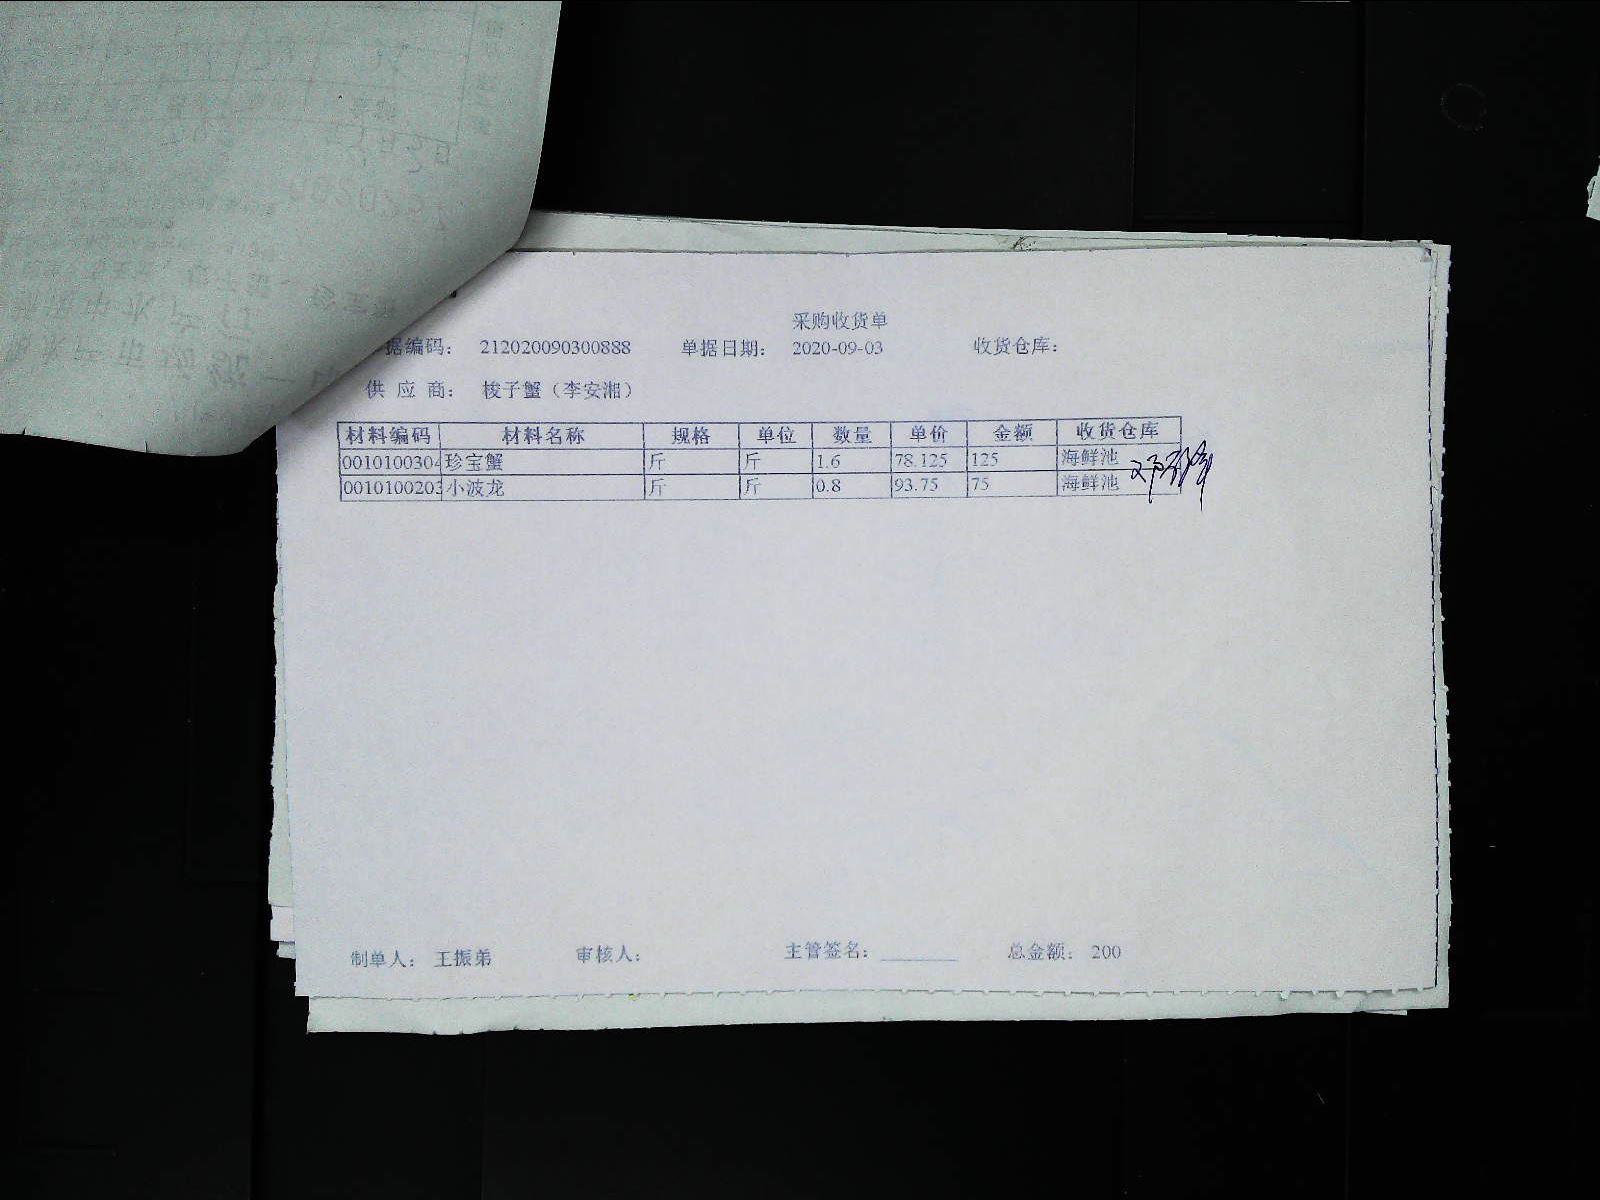 采购收货单
据编码： 212020090300888 单据日期： 2020-09-03 收货仓库：
供 应 商： 梭子蟹（李安湘）
材料编码 材料名称 规格 单位 数量 单价 金额 收货仓库
0010100304 珍宝蟹 斤 斤 1.6 78.125 125 海鲜池
0010100203 小波龙 斤 斤 0.8 93.75 75 海鲜池
制单人： 王振弟 审核人： 主管签名： 总金额： 200